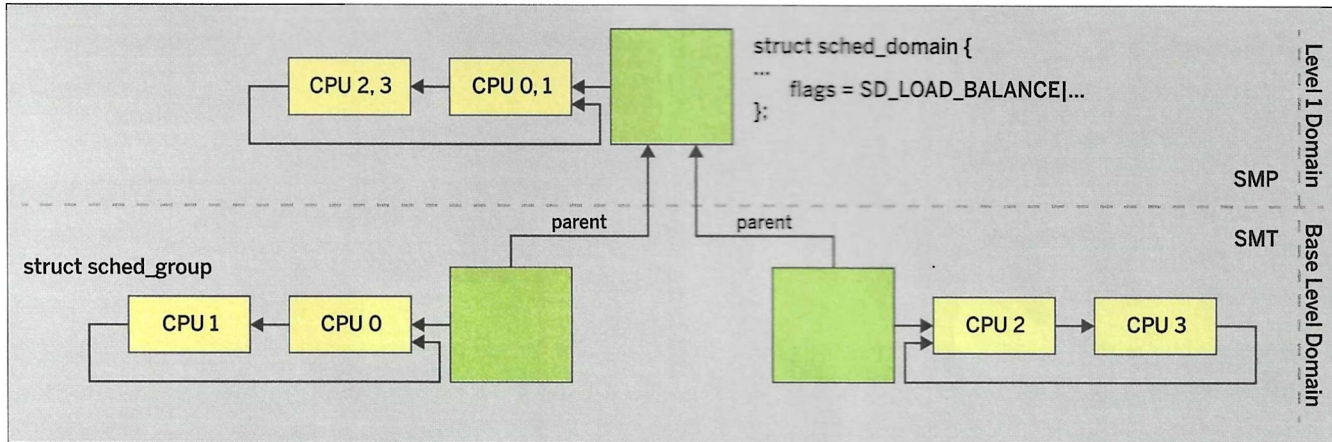 struct sched_domain {
...
flags = SD_LOAD_BALANCE|...
};
CPU 2, 3
CPU 0, 1
Level 1 Domain
SMP
parent
parent
SMT
Base Level Domain
struct sched_group
CPU 1
CPU 0
CPU 2
CPU 3